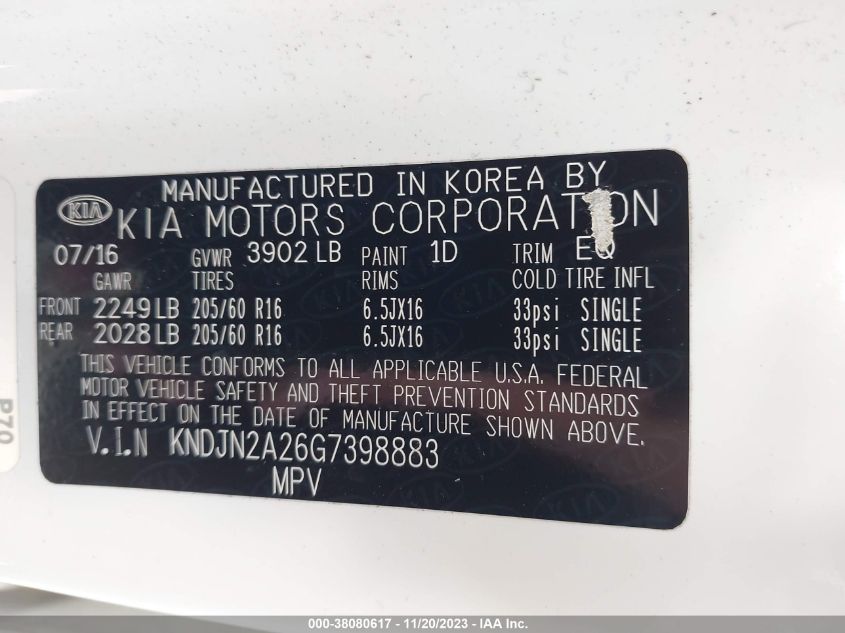 MANUFACTURED IN KOREA BY
KIA KIA MOTORS CORPORATION
07/16 GVWR 3902 LB PAINT 1D TRIM EQ
GAWR TIRES RIMS COLD TIRE INFL
FRONT 2249 LB 205/60 R16 6.5JX16 33psi SINGLE
REAR 2028 LB 205/60 R16 6.5JX16 33psi SINGLE
THIS VEHICLE CONFORMS TO ALL APPLICABLE U.S.A. FEDERAL
MOTOR VEHICLE SAFETY AND THEFT PREVENTION STANDARDS
IN EFFECT ON THE DATE OF MANUFACTURE SHOWN ABOVE.
V.I.N KNDJN2A26G7398883
MPV
P70
000-38080617 - 11/20/2023 - IAA Inc.